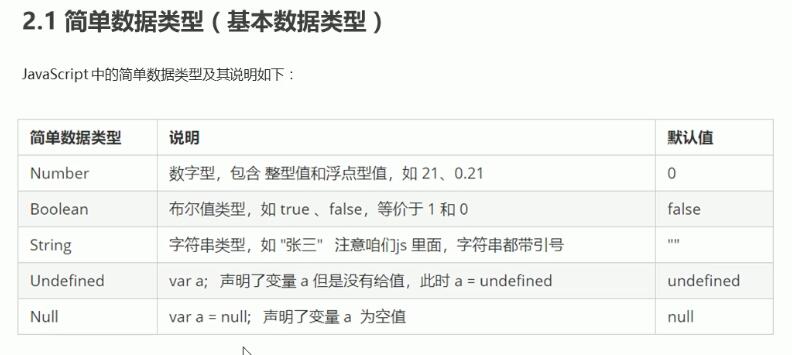 2.1 简单数据类型（基本数据类型）
JavaScript 中的简单数据类型及其说明如下：
简单数据类型 说明 默认值
Number 数字型，包含 整型值和浮点型值，如 21、0.21 0
Boolean 布尔值类型，如 true 、false，等价于 1 和 0 false
String 字符串类型，如 "张三" 注意咱们js 里面，字符串都带引号 ""
Undefined var a; 声明了变量 a 但是没有给值，此时 a = undefined undefined
Null var a = null; 声明了变量 a 为空值 null